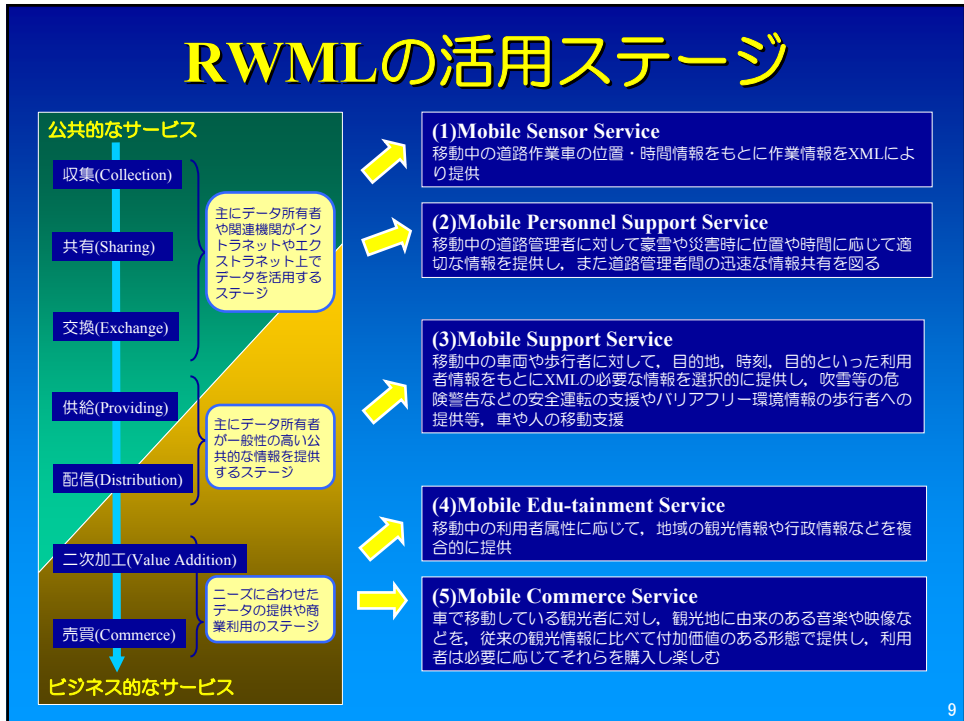 RWMLの活用ステージ
公共的なサービス
収集(Collection)
共有(Sharing)
交換(Exchange)
主にデータ所有者
や関連機関がイン
トラネットやエク
ストラネット上で
データを活用する
ステージ
供給(Providing)
配信(Distribution)
主にデータ所有者
が一般性の高い公
共的な情報を提供
するステージ
二次加工(Value Addition)
売買(Commerce)
ニーズに合わせた
データの提供や商
業利用のステージ
ビジネス的なサービス
(1)Mobile Sensor Service
移動中の道路作業車の位置・時間情報をもとに作業情報をXMLによ
り提供
(2)Mobile Personnel Support Service
移動中の道路管理者に対して豪雪や災害時に位置や時間に応じて適
切な情報を提供し，また道路管理者間の迅速な情報共有を図る
(3)Mobile Support Service
移動中の車両や歩行者に対して，目的地，時刻，目的といった利用
者情報をもとにXMLの必要な情報を選択的に提供し，吹雪等の危
険警告などの安全運転の支援やバリアフリー環境情報の歩行者への
提供等，車や人の移動支援
(4)Mobile Edu-tainment Service
移動中の利用者属性に応じて，地域の観光情報や行政情報などを複
合的に提供
(5)Mobile Commerce Service
車で移動している観光者に対し，観光地に由来のある音楽や映像な
どを，従来の観光情報に比べて付加価値のある形態で提供し，利用
者は必要に応じてそれらを購入し楽しむ
9